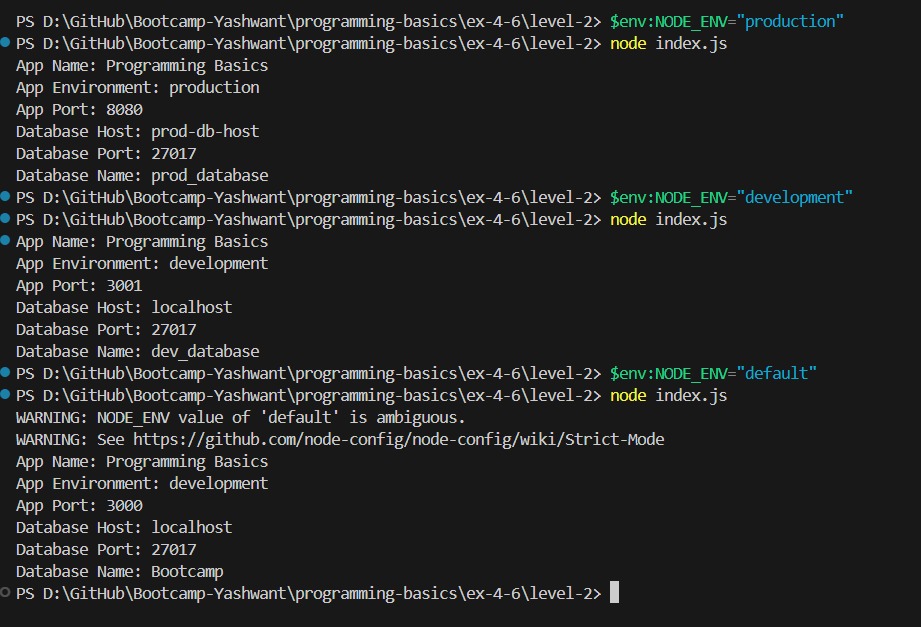 PS D:\GitHub\Bootcamp-Yashwant\programming-basics\ex-4-6\level-2> $env:NODE_ENV="production"
PS D:\GitHub\Bootcamp-Yashwant\programming-basics\ex-4-6\level-2> node index.js
App Name: Programming Basics
App Environment: production
App Port: 8080
Database Host: prod-db-host
Database Port: 27017
Database Name: prod_database
PS D:\GitHub\Bootcamp-Yashwant\programming-basics\ex-4-6\level-2> $env:NODE_ENV="development"
PS D:\GitHub\Bootcamp-Yashwant\programming-basics\ex-4-6\level-2> node index.js
App Name: Programming Basics
App Environment: development
App Port: 3001
Database Host: localhost
Database Port: 27017
Database Name: dev_database
PS D:\GitHub\Bootcamp-Yashwant\programming-basics\ex-4-6\level-2> $env:NODE_ENV="default"
PS D:\GitHub\Bootcamp-Yashwant\programming-basics\ex-4-6\level-2> node index.js
WARNING: NODE_ENV value of 'default' is ambiguous.
WARNING: See https://github.com/node-config/node-config/wiki/Strict-Mode
App Name: Programming Basics
App Environment: development
App Port: 3000
Database Host: localhost
Database Port: 27017
Database Name: Bootcamp
PS D:\GitHub\Bootcamp-Yashwant\programming-basics\ex-4-6\level-2>